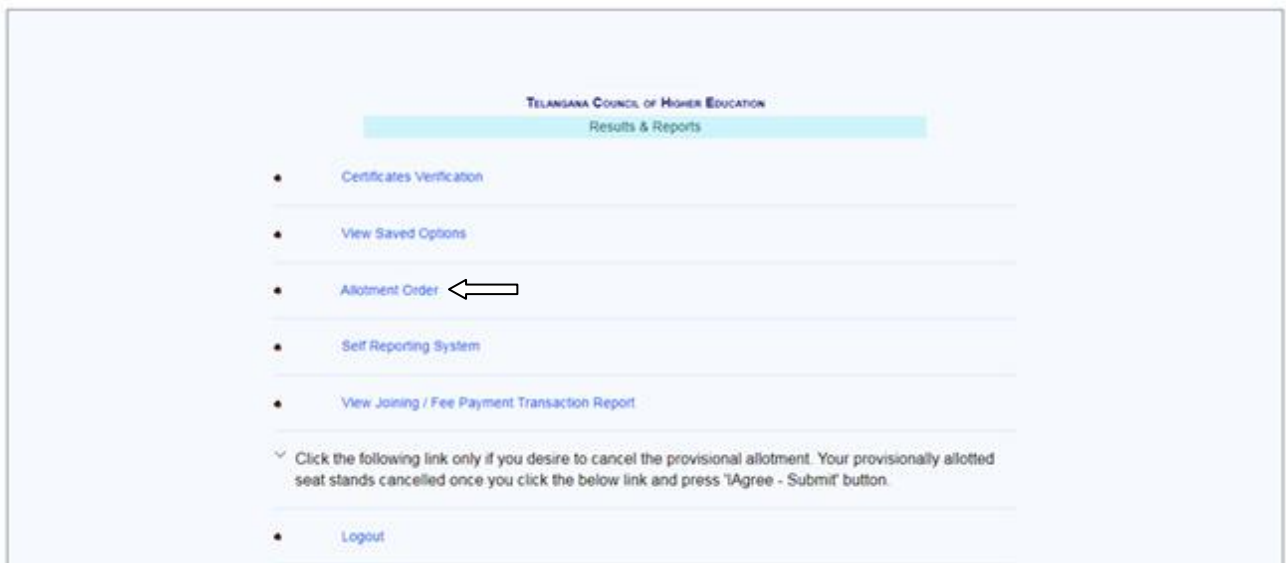 TELANGANA COUNCIL OF HIGHER EDUCATION
Results & Reports
Certificates Verification
View Saved Options
Allotment Order
Self Reporting System
View Joining / Fee Payment Transaction Report
Click the following link only if you desire to cancel the provisional allotment. Your provisionally allotted
seat stands cancelled once you click the below link and press 'IAgree - Submit' button.
Logout